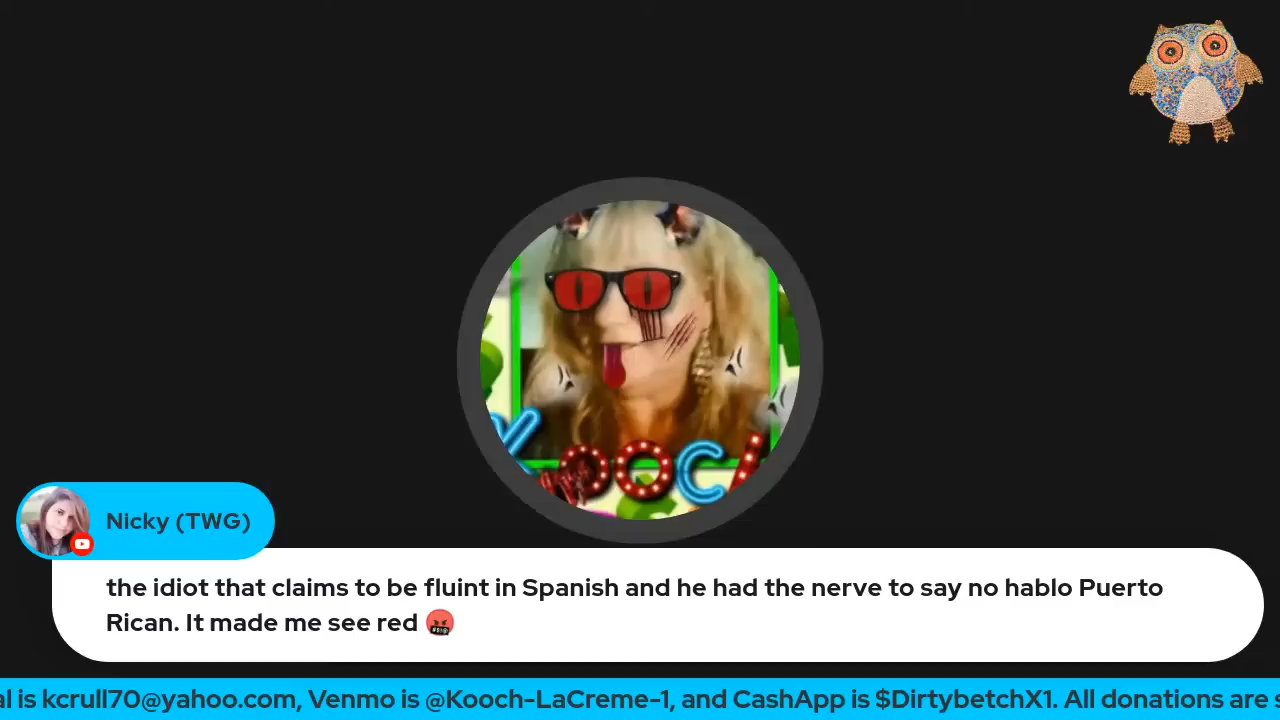 KOOCH
Nicky (TWG)
the idiot that claims to be fluint in Spanish and he had the nerve to say no hablo Puerto
Rican. It made me see red 🤬
al is kcrull70@yahoo.com, Venmo is @Kooch-LaCreme-1, and CashApp is $DirtybetchX1. All donations are s